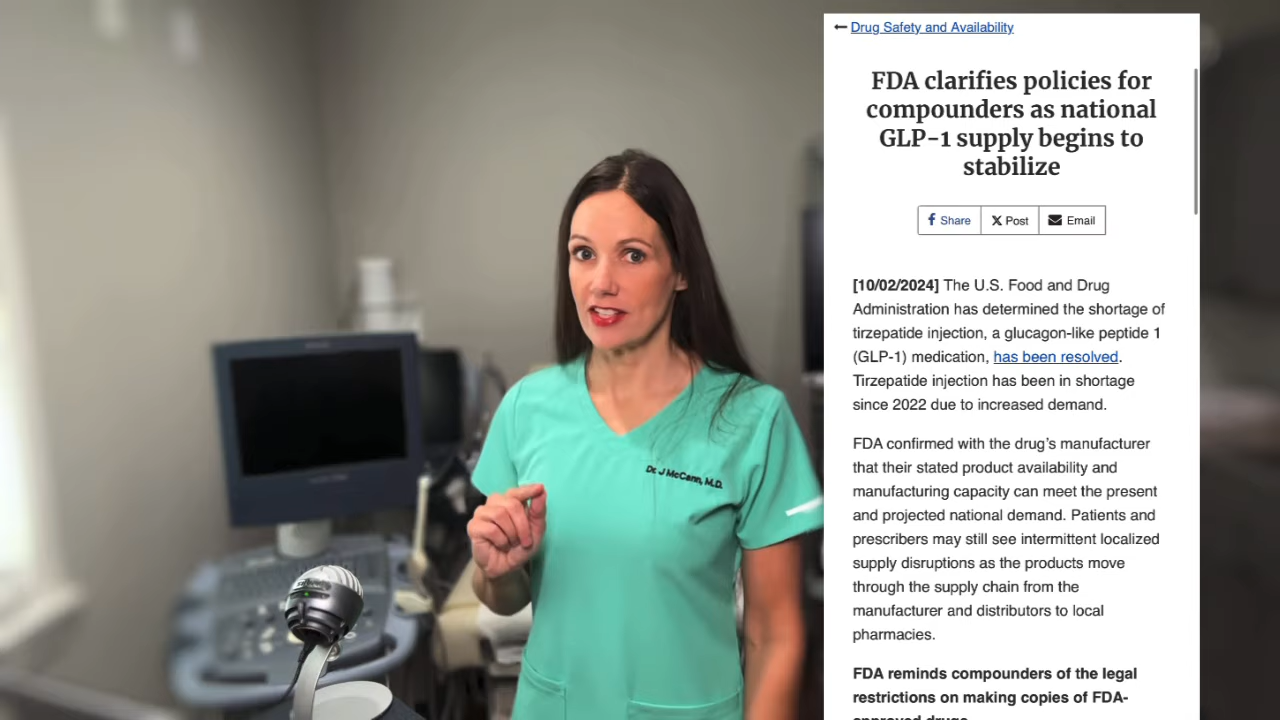 Drug Safety and Availability
FDA clarifies policies for
compounders as national
GLP-1 supply begins to
stabilize
Share
Post
Email
[10/02/2024] The U.S. Food and Drug
Administration has determined the shortage of
tirzepatide injection, a glucagon-like peptide 1
(GLP-1) medication, has been resolved.
Tirzepatide injection has been in shortage
since 2022 due to increased demand.
FDA confirmed with the drug's manufacturer
that their stated product availability and
manufacturing capacity can meet the present
and projected national demand. Patients and
prescribers may still see intermittent localized
supply disruptions as the products move
through the supply chain from the
manufacturer and distributors to local
pharmacies.
FDA reminds compounders of the legal
restrictions on making copies of FDA-
approved drugs
Dr. J McCann, M.D.